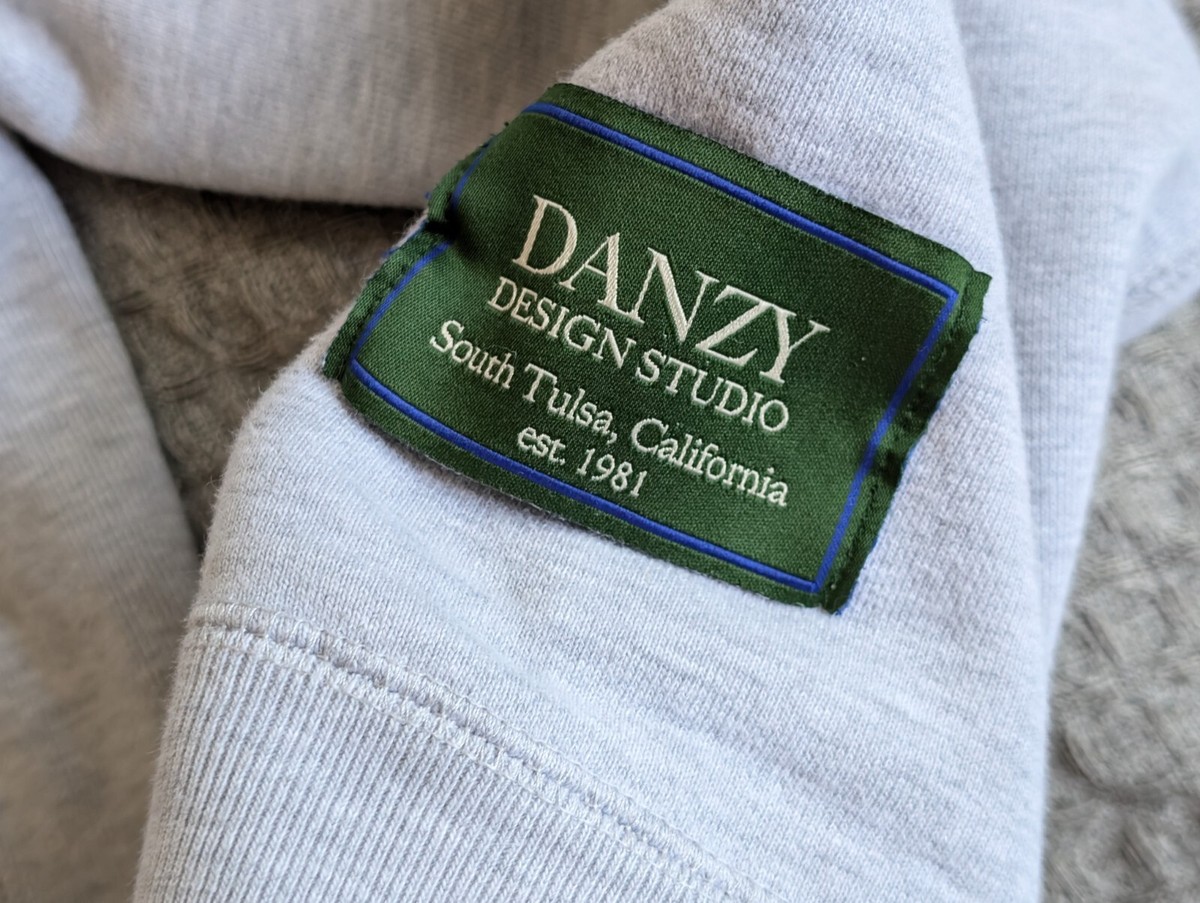 DANZY
DESIGN STUDIO
South Tulsa, California
est. 1981